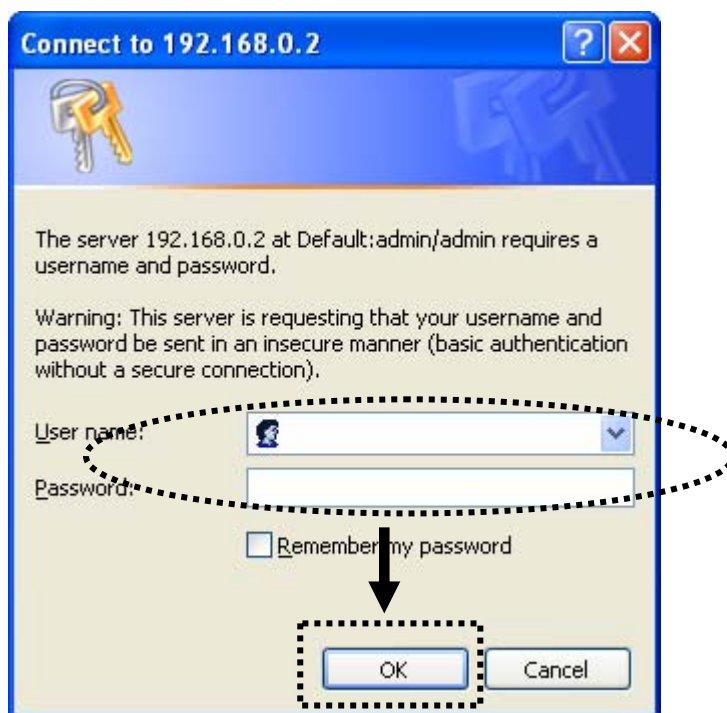 Connect to 192.168.0.2
?
The server 192.168.0.2 at Default:admin/admin requires a
username and password.
Warning: This server is requesting that your username and
password be sent in an insecure manner (basic authentication
without a secure connection).
User name:
Password:
Remember my password
OK Cancel